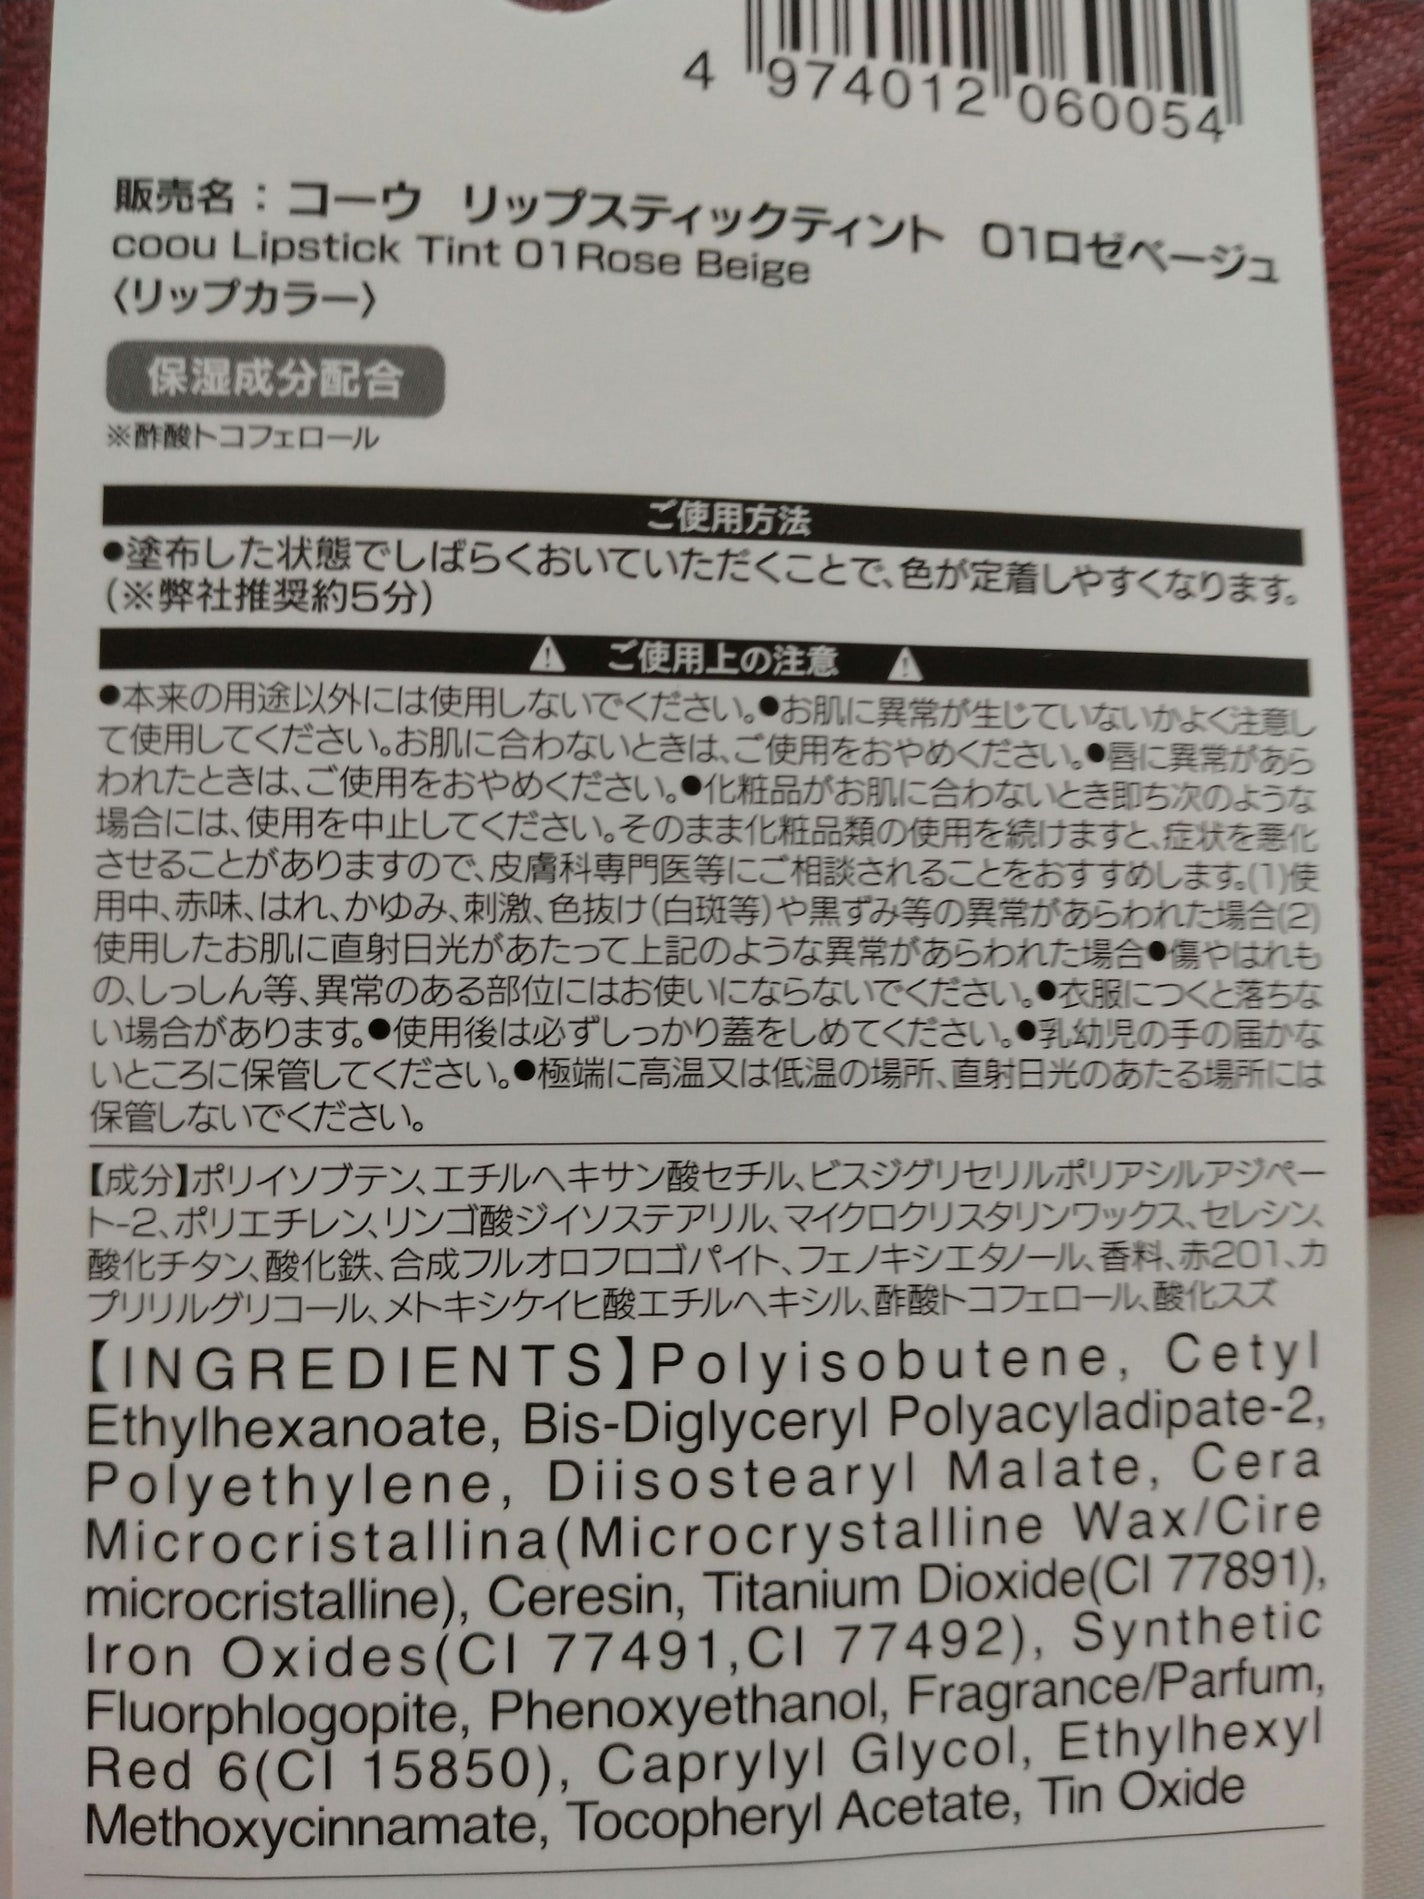 4 974012 060054
販売名：コーウ リップスティックティント 01ロゼベージュ
coou Lipstick Tint 01Rose Beige
〈リップカラー〉
保湿成分配合
※酢酸トコフェロール
ご使用方法
●塗布した状態でしばらくおいていただくことで、色が定着しやすくなります。
(※弊社推奨約5分)
ご使用上の注意
●本来の用途以外には使用しないでください。●お肌に異常が生じていないかよく注意し
て使用してください。お肌に合わないときは、ご使用をおやめください。●唇に異常があら
われたときは、ご使用をおやめください。●化粧品がお肌に合わないとき即ち次のような
場合には、使用を中止してください。そのまま化粧品類の使用を続けますと、症状を悪化
させることがありますので、皮膚科専門医等にご相談されることをおすすめします。(1)使
用中、赤味、はれ、かゆみ、刺激、色抜け(白斑等)や黒ずみ等の異常があらわれた場合(2)
使用したお肌に直射日光があたって上記のような異常があらわれた場合●傷やはれも
の、しっしん等、異常のある部位にはお使いにならないでください。●衣服につくと落ちな
い場合があります。●使用後は必ずしっかり蓋をしめてください。●乳幼児の手の届かな
いところに保管してください。●極端に高温又は低温の場所、直射日光のあたる場所には
保管しないでください。
【成分】ポリイソブテン、エチルヘキサン酸セチル、ビスジグリセリルポリアシルアジペー
ト-2、ポリエチレン、リンゴ酸ジイソステアリル、マイクロクリスタリンワックス、セレシン、
酸化チタン、酸化鉄、合成フルオロフロゴパイト、フェノキシエタノール、香料、赤201、カ
プリリルグリコール、メトキシケイヒ酸エチルヘキシル、酢酸トコフェロール、酸化スズ
【INGREDIENTS】Polyisobutene, Cetyl
Ethylhexanoate, Bis-Diglyceryl Polyacyladipate-2,
Polyethylene, Diisostearyl Malate, Cera
Microcristallina(Microcrystalline Wax/Cire
microcristalline), Ceresin, Titanium Dioxide(CI 77891),
Iron Oxides(CI 77491,CI 77492), Synthetic
Fluorphlogopite, Phenoxyethanol, Fragrance/Parfum,
Red 6(CI 15850), Caprylyl Glycol, Ethylhexyl
Methoxycinnamate, Tocopheryl Acetate, Tin Oxide